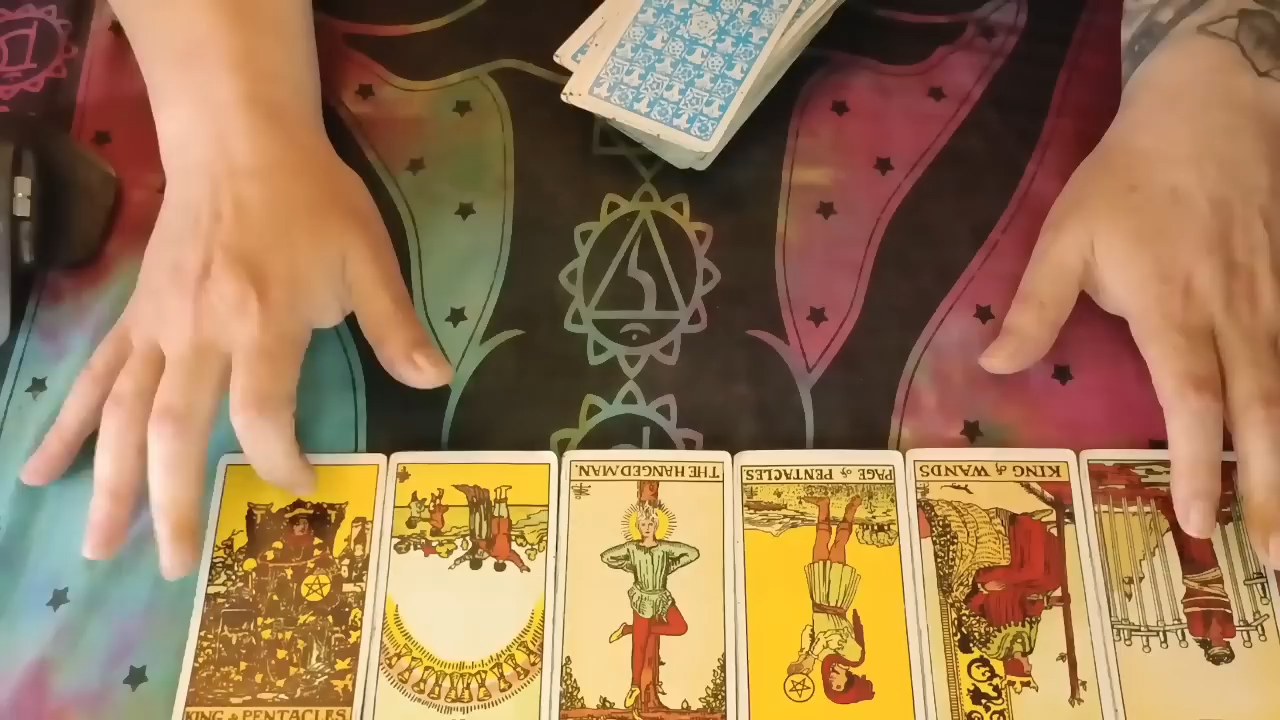 THE HANGED MAN.
PAGE of PENTACLES.
KING of WANDS
KING of PENTACLES